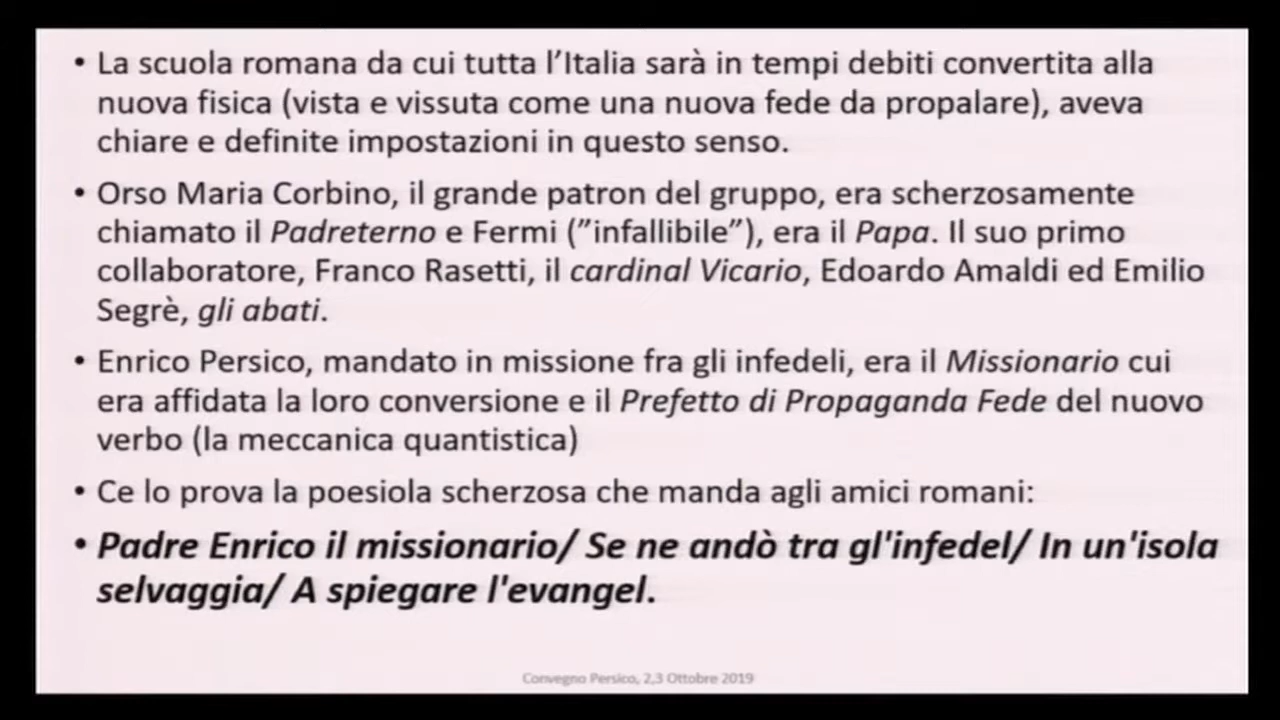 • La scuola romana da cui tutta l’Italia sarà in tempi debiti convertita alla
nuova fisica (vista e vissuta come una nuova fede da propalare), aveva
chiare e definite impostazioni in questo senso.
• Orso Maria Corbino, il grande patron del gruppo, era scherzosamente
chiamato il Padreterno e Fermi (”infallibile”), era il Papa. Il suo primo
collaboratore, Franco Rasetti, il cardinal Vicario, Edoardo Amaldi ed Emilio
Segrè, gli abati.
• Enrico Persico, mandato in missione fra gli infedeli, era il Missionario cui
era affidata la loro conversione e il Prefetto di Propaganda Fede del nuovo
verbo (la meccanica quantistica)
• Ce lo prova la poesiola scherzosa che manda agli amici romani:
• Padre Enrico il missionario/ Se ne andò tra gl'infedel/ In un'isola
selvaggia/ A spiegare l'evangel.
Convegno Persico, 2,3 Ottobre 2019